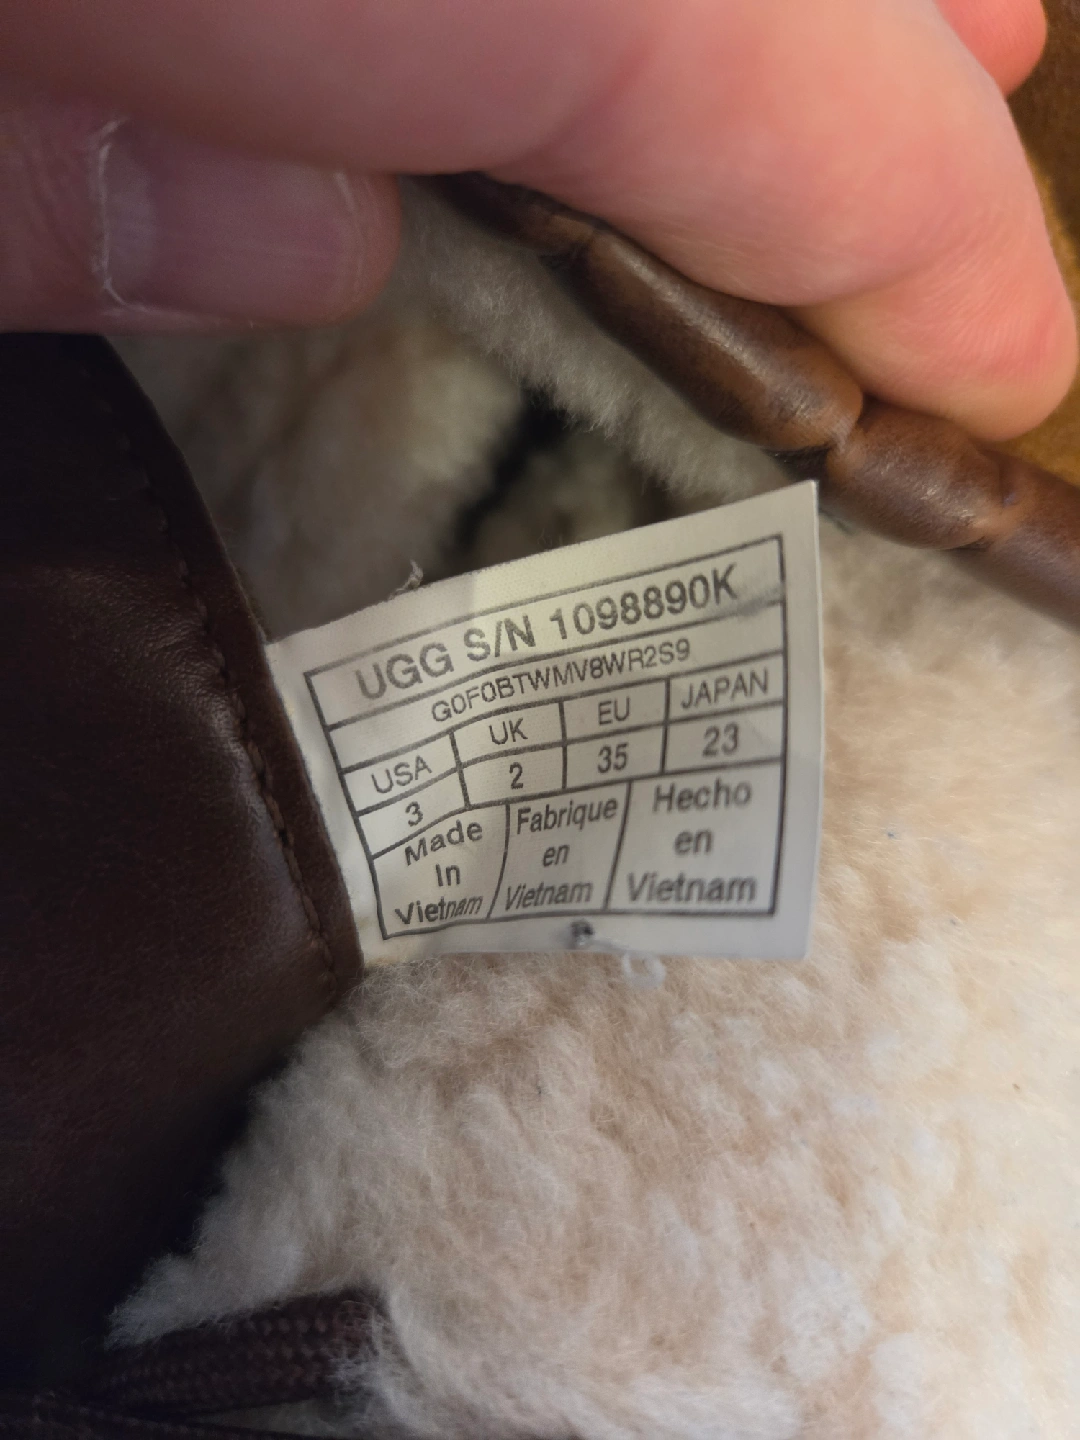 UGG S/N 1098890K
G0F0BTWMV8WR2S9
USA UK EU JAPAN
3 2 35 23
Made In Vietnam
Fabrique en Vietnam
Hecho en Vietnam